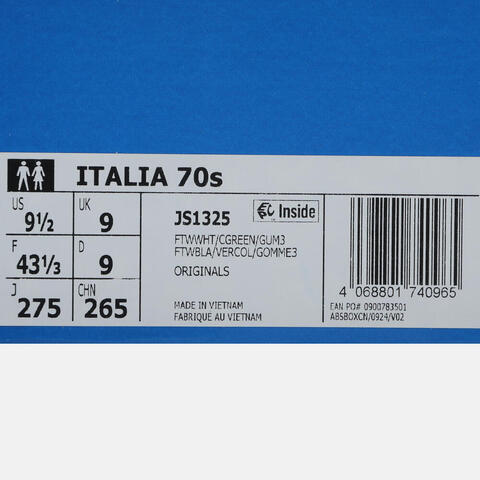 ITALIA 70s
US
9½
UK
9
F
43⅓
D
9
J
275
CHN
265
JS1325
Inside
FTWWHT/CGREEN/GUM3
FTWBLA/VERCOL/GOMME3
ORIGINALS
MADE IN VIETNAM
FABRIQUE AU VIETNAM
4 068801 740965
EAN PO# 0900783501
ABSBOXCN/0924/V02